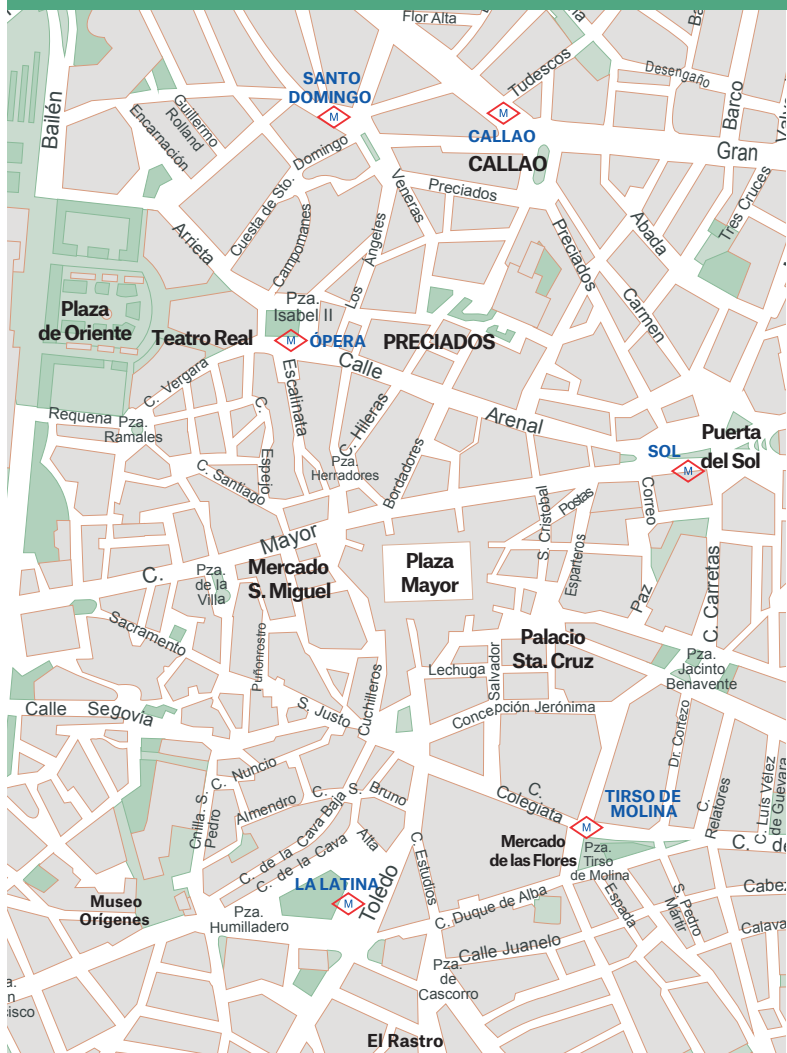 Flor Alta
Tudescos
Desengaño
Barco
SANTO
DOMINGO
M
M
CALLAO
CALLAO
Gran
Bailén
Guillermo
Rolland
Encarnación
Cuesta de Sto. Domingo
Campomanes
Veneras
Preciados
Los Ángeles
Preciados
Abada
Tres Cruces
Carmen
Arrieta
Pza.
Isabel II
Plaza
de Oriente
Teatro Real
M
ÓPERA
PRECIADOS
Calle
Arenal
C. Vergara
Escalinata
C. Hileras
Requena
Pza.
Ramales
C. Espejo
Pza.
Herradores
Bordadores
C. Santiago
SOL
M
Puerta
del Sol
Correo
Postas
S. Cristobal
Esparteros
Mayor
C.
Pza.
de la
Villa
Mercado
S. Miguel
Plaza
Mayor
Paz
C. Carretas
Sacramento
Puñonrostro
Palacio
Sta. Cruz
Pza.
Jacinto
Benavente
Lechuga
Salvador
Cuchilleros
Concepción Jerónima
Calle Segovia
S. Justo
Dr. Cortezo
C. Nuncio
Cnilla. S.
Pedro
Almendro
C. S. Bruno
C. de la Cava Baja
C. de la Cava
Alta
C. Estudios
C.
Colegiata
TIRSO DE
MOLINA
M
C.
Relatores
C. Luis Vélez
de Guevara
C. de
Mercado
de las Flores
Pza.
Tirso
de Molina
LA LATINA
M
Toledo
Museo
Orígenes
Pza.
Humilladero
C. Duque de Alba
Espada
S. Pedro
Mártir
Cabez
Calava
Calle Juanelo
Pza.
de
Cascorro
El Rastro